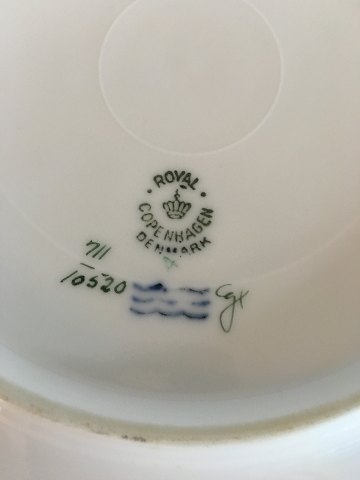 · ROYAL ·
COPENHAGEN
DENMARK
711
10520